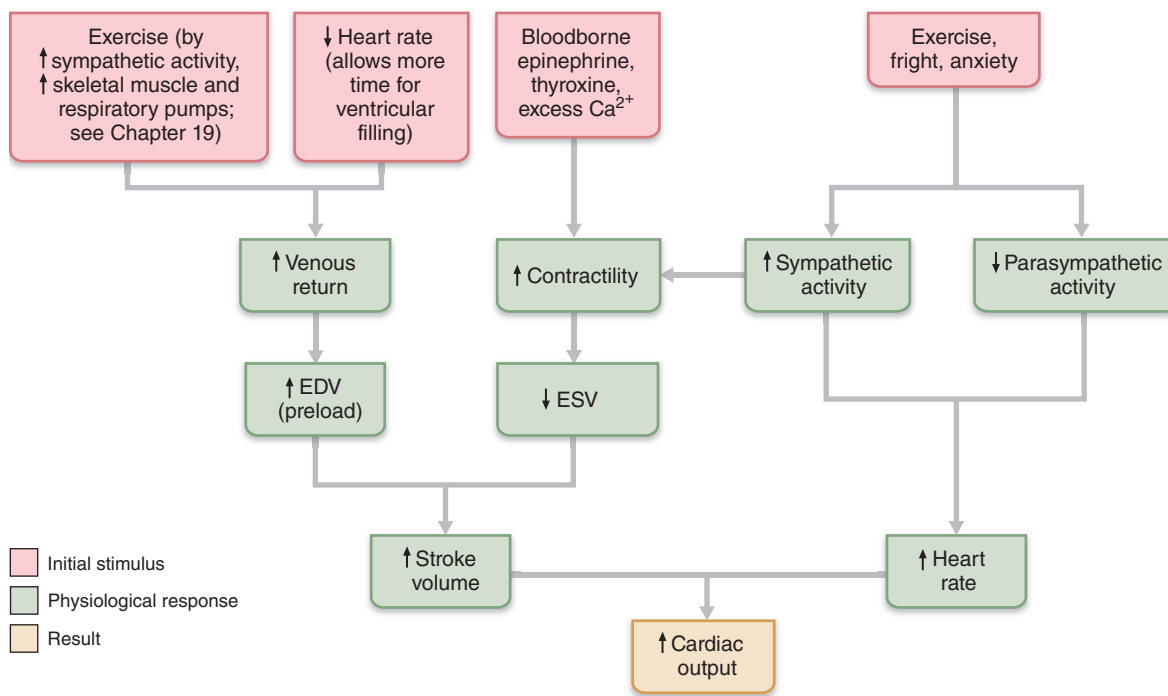 Exercise (by
↑ sympathetic activity,
↑ skeletal muscle and
respiratory pumps;
see Chapter 19)
↓ Heart rate
(allows more
time for
ventricular
filling)
Bloodborne
epinephrine,
thyroxine,
excess Ca²⁺
Exercise,
fright, anxiety
↑ Venous
return
↑ Contractility
↑ Sympathetic
activity
↓ Parasympathetic
activity
↑ EDV
(preload)
↓ ESV
↑ Stroke
volume
↑ Heart
rate
Initial stimulus
Physiological response
Result
↑ Cardiac
output